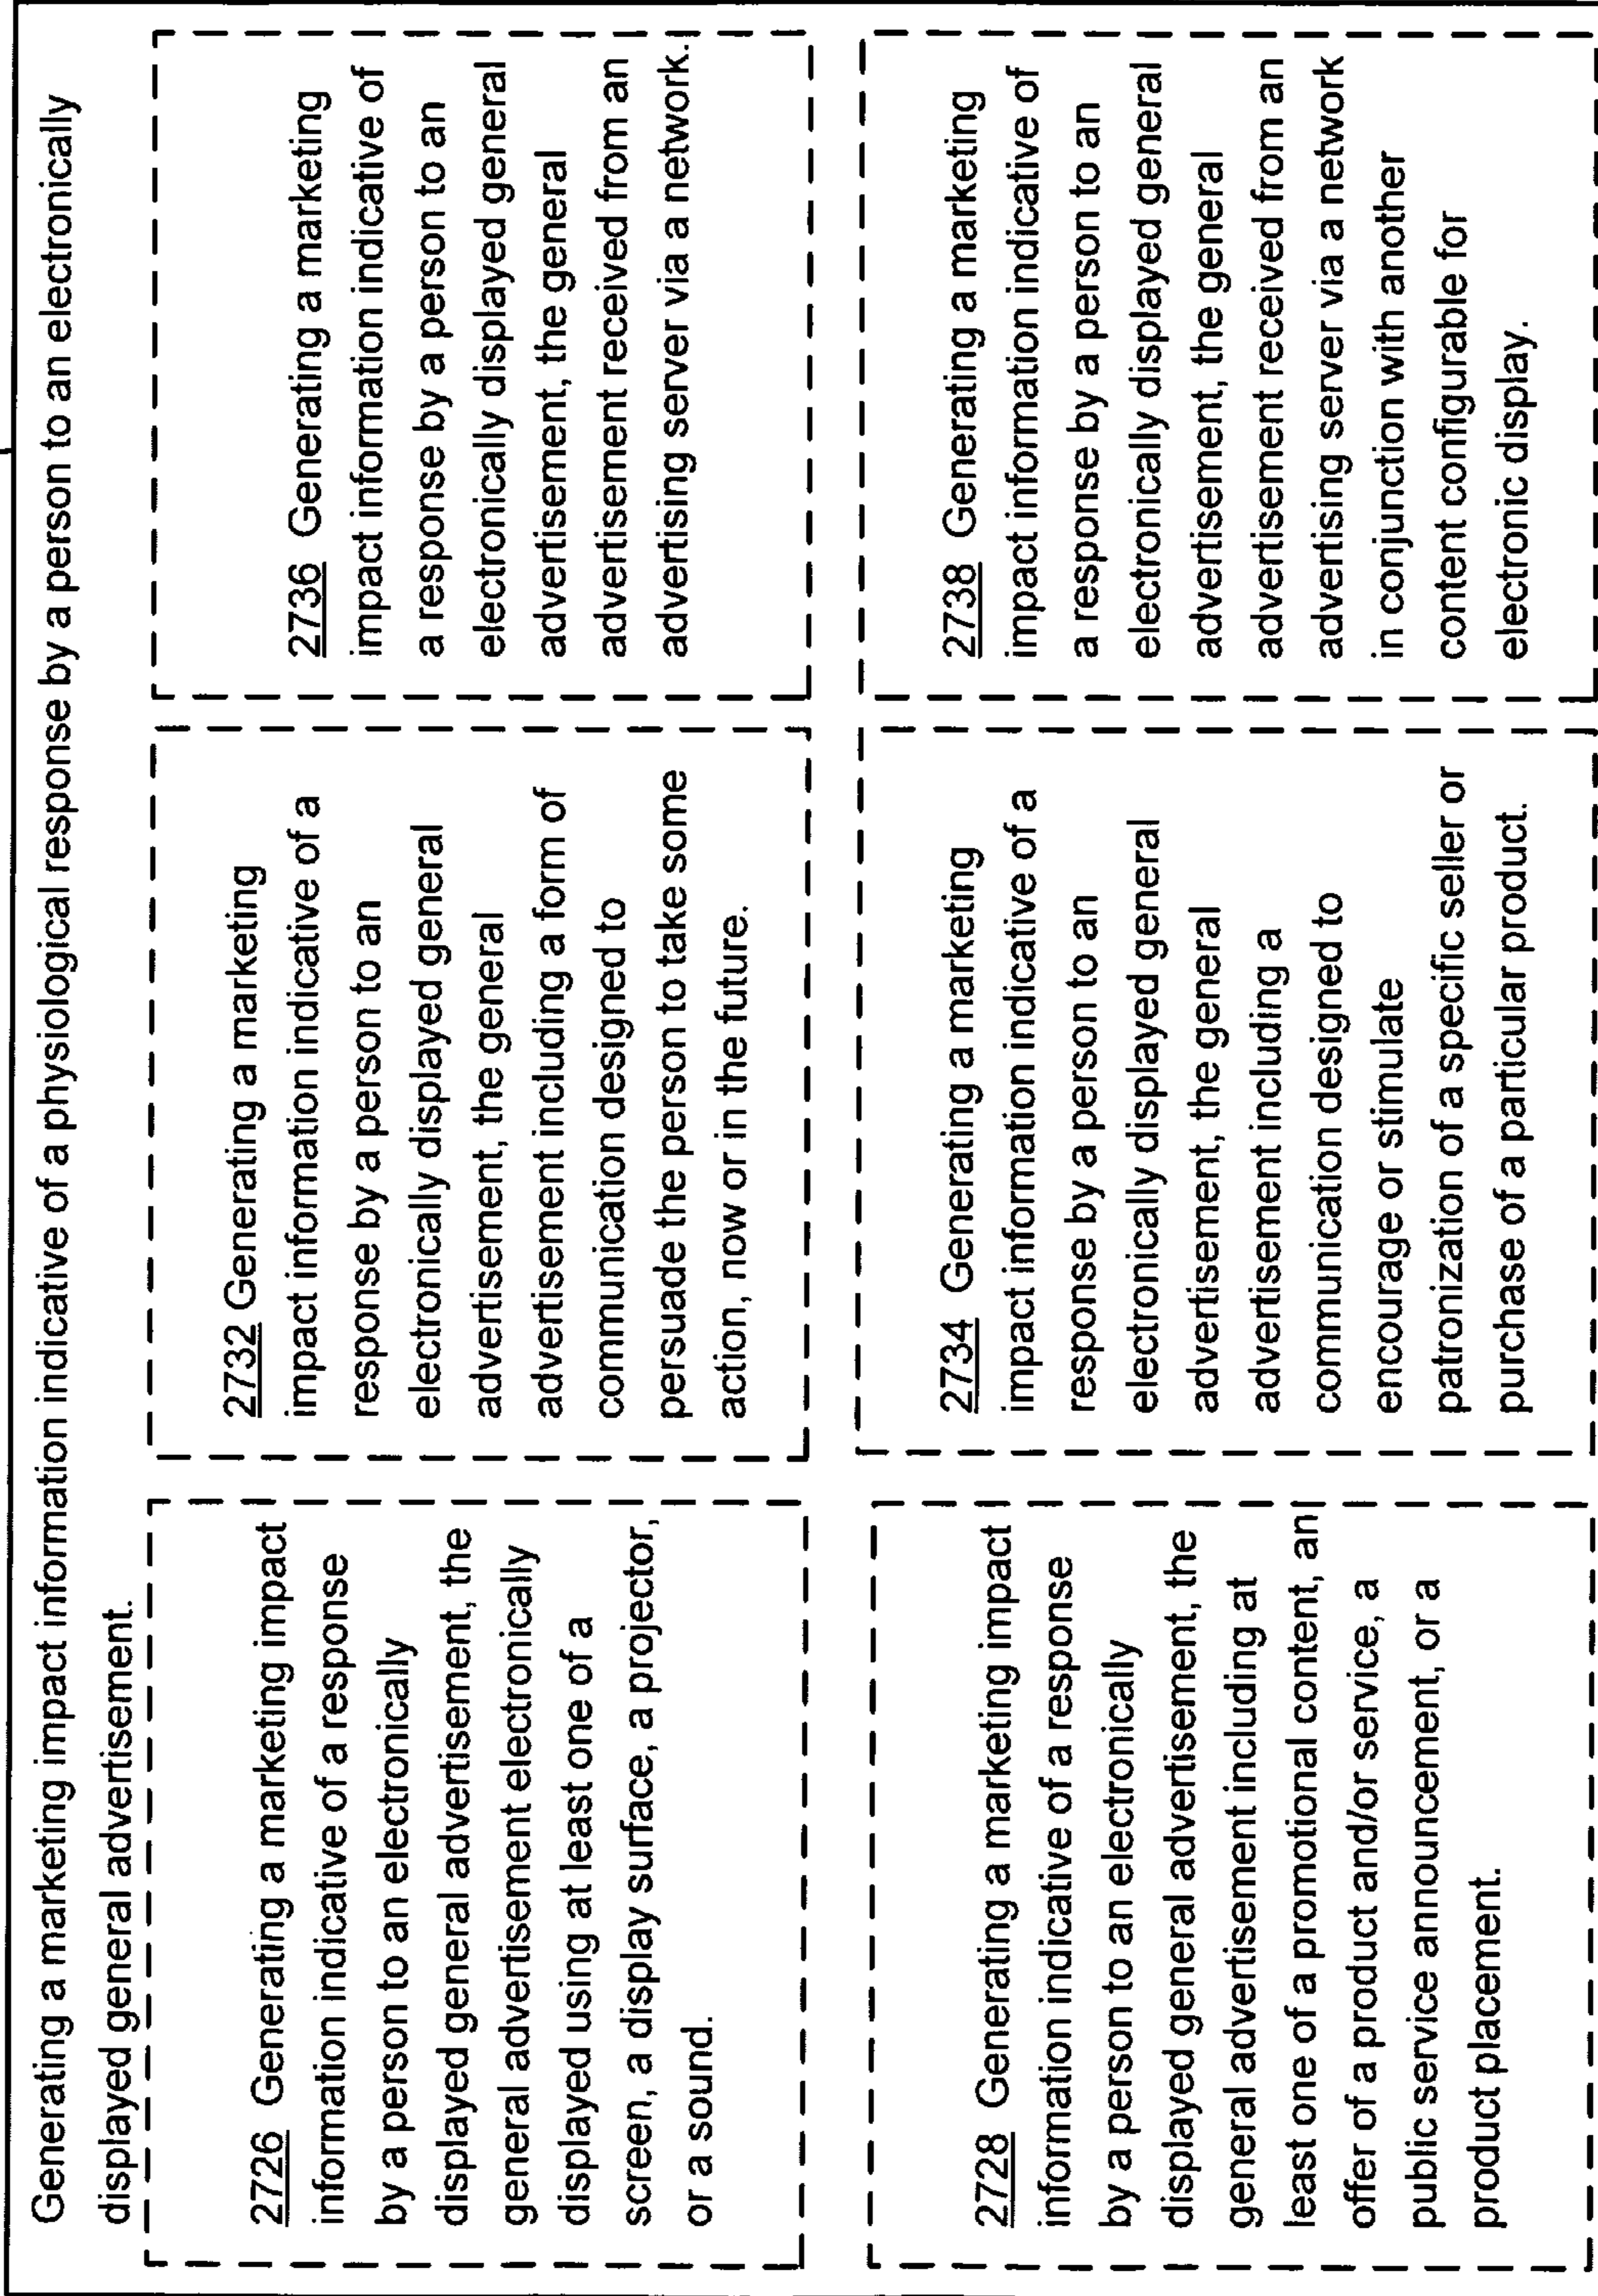 Generating a marketing impact information indicative of a physiological response by a person to an electronically
displayed general advertisement.
2726 Generating a marketing impact
information indicative of a response
by a person to an electronically
displayed general advertisement, the
general advertisement electronically
displayed using at least one of a
screen, a display surface, a projector,
or a sound.
2732 Generating a marketing
impact information indicative of a
response by a person to an
electronically displayed general
advertisement, the general
advertisement including a form of
communication designed to
persuade the person to take some
action, now or in the future.
2736 Generating a marketing
impact information indicative of
a response by a person to an
electronically displayed general
advertisement, the general
advertisement received from an
advertising server via a network.
2728 Generating a marketing impact
information indicative of a response
by a person to an electronically
displayed general advertisement, the
general advertisement including at
least one of a promotional content, an
offer of a product and/or service, a
public service announcement, or a
product placement.
2734 Generating a marketing
impact information indicative of a
response by a person to an
electronically displayed general
advertisement, the general
advertisement including a
communication designed to
encourage or stimulate
patronization of a specific seller or
purchase of a particular product.
2738 Generating a marketing
impact information indicative of
a response by a person to an
electronically displayed general
advertisement, the general
advertisement received from an
advertising server via a network
in conjunction with another
content configurable for
electronic display.